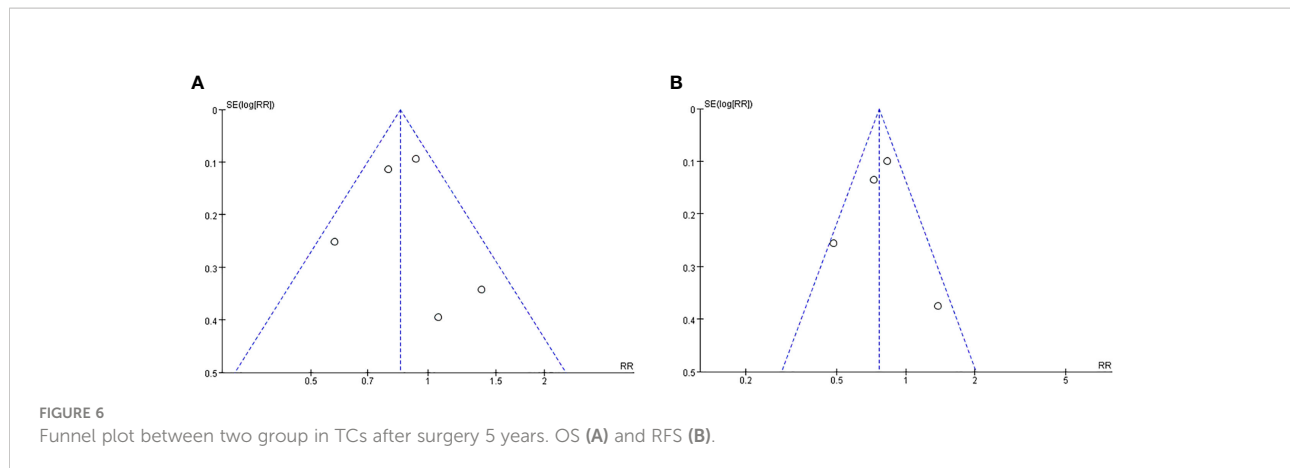 A
SE(log[RR])
0
0.1
0.2
0.3
0.4
0.5
0.5
0.7
1
1.5
2
RR
B
SE(log[RR])
0
0.1
0.2
0.3
0.4
0.5
0.2
0.5
1
2
5
RR
FIGURE 6
Funnel plot between two group in TCs after surgery 5 years. OS (A) and RFS (B).